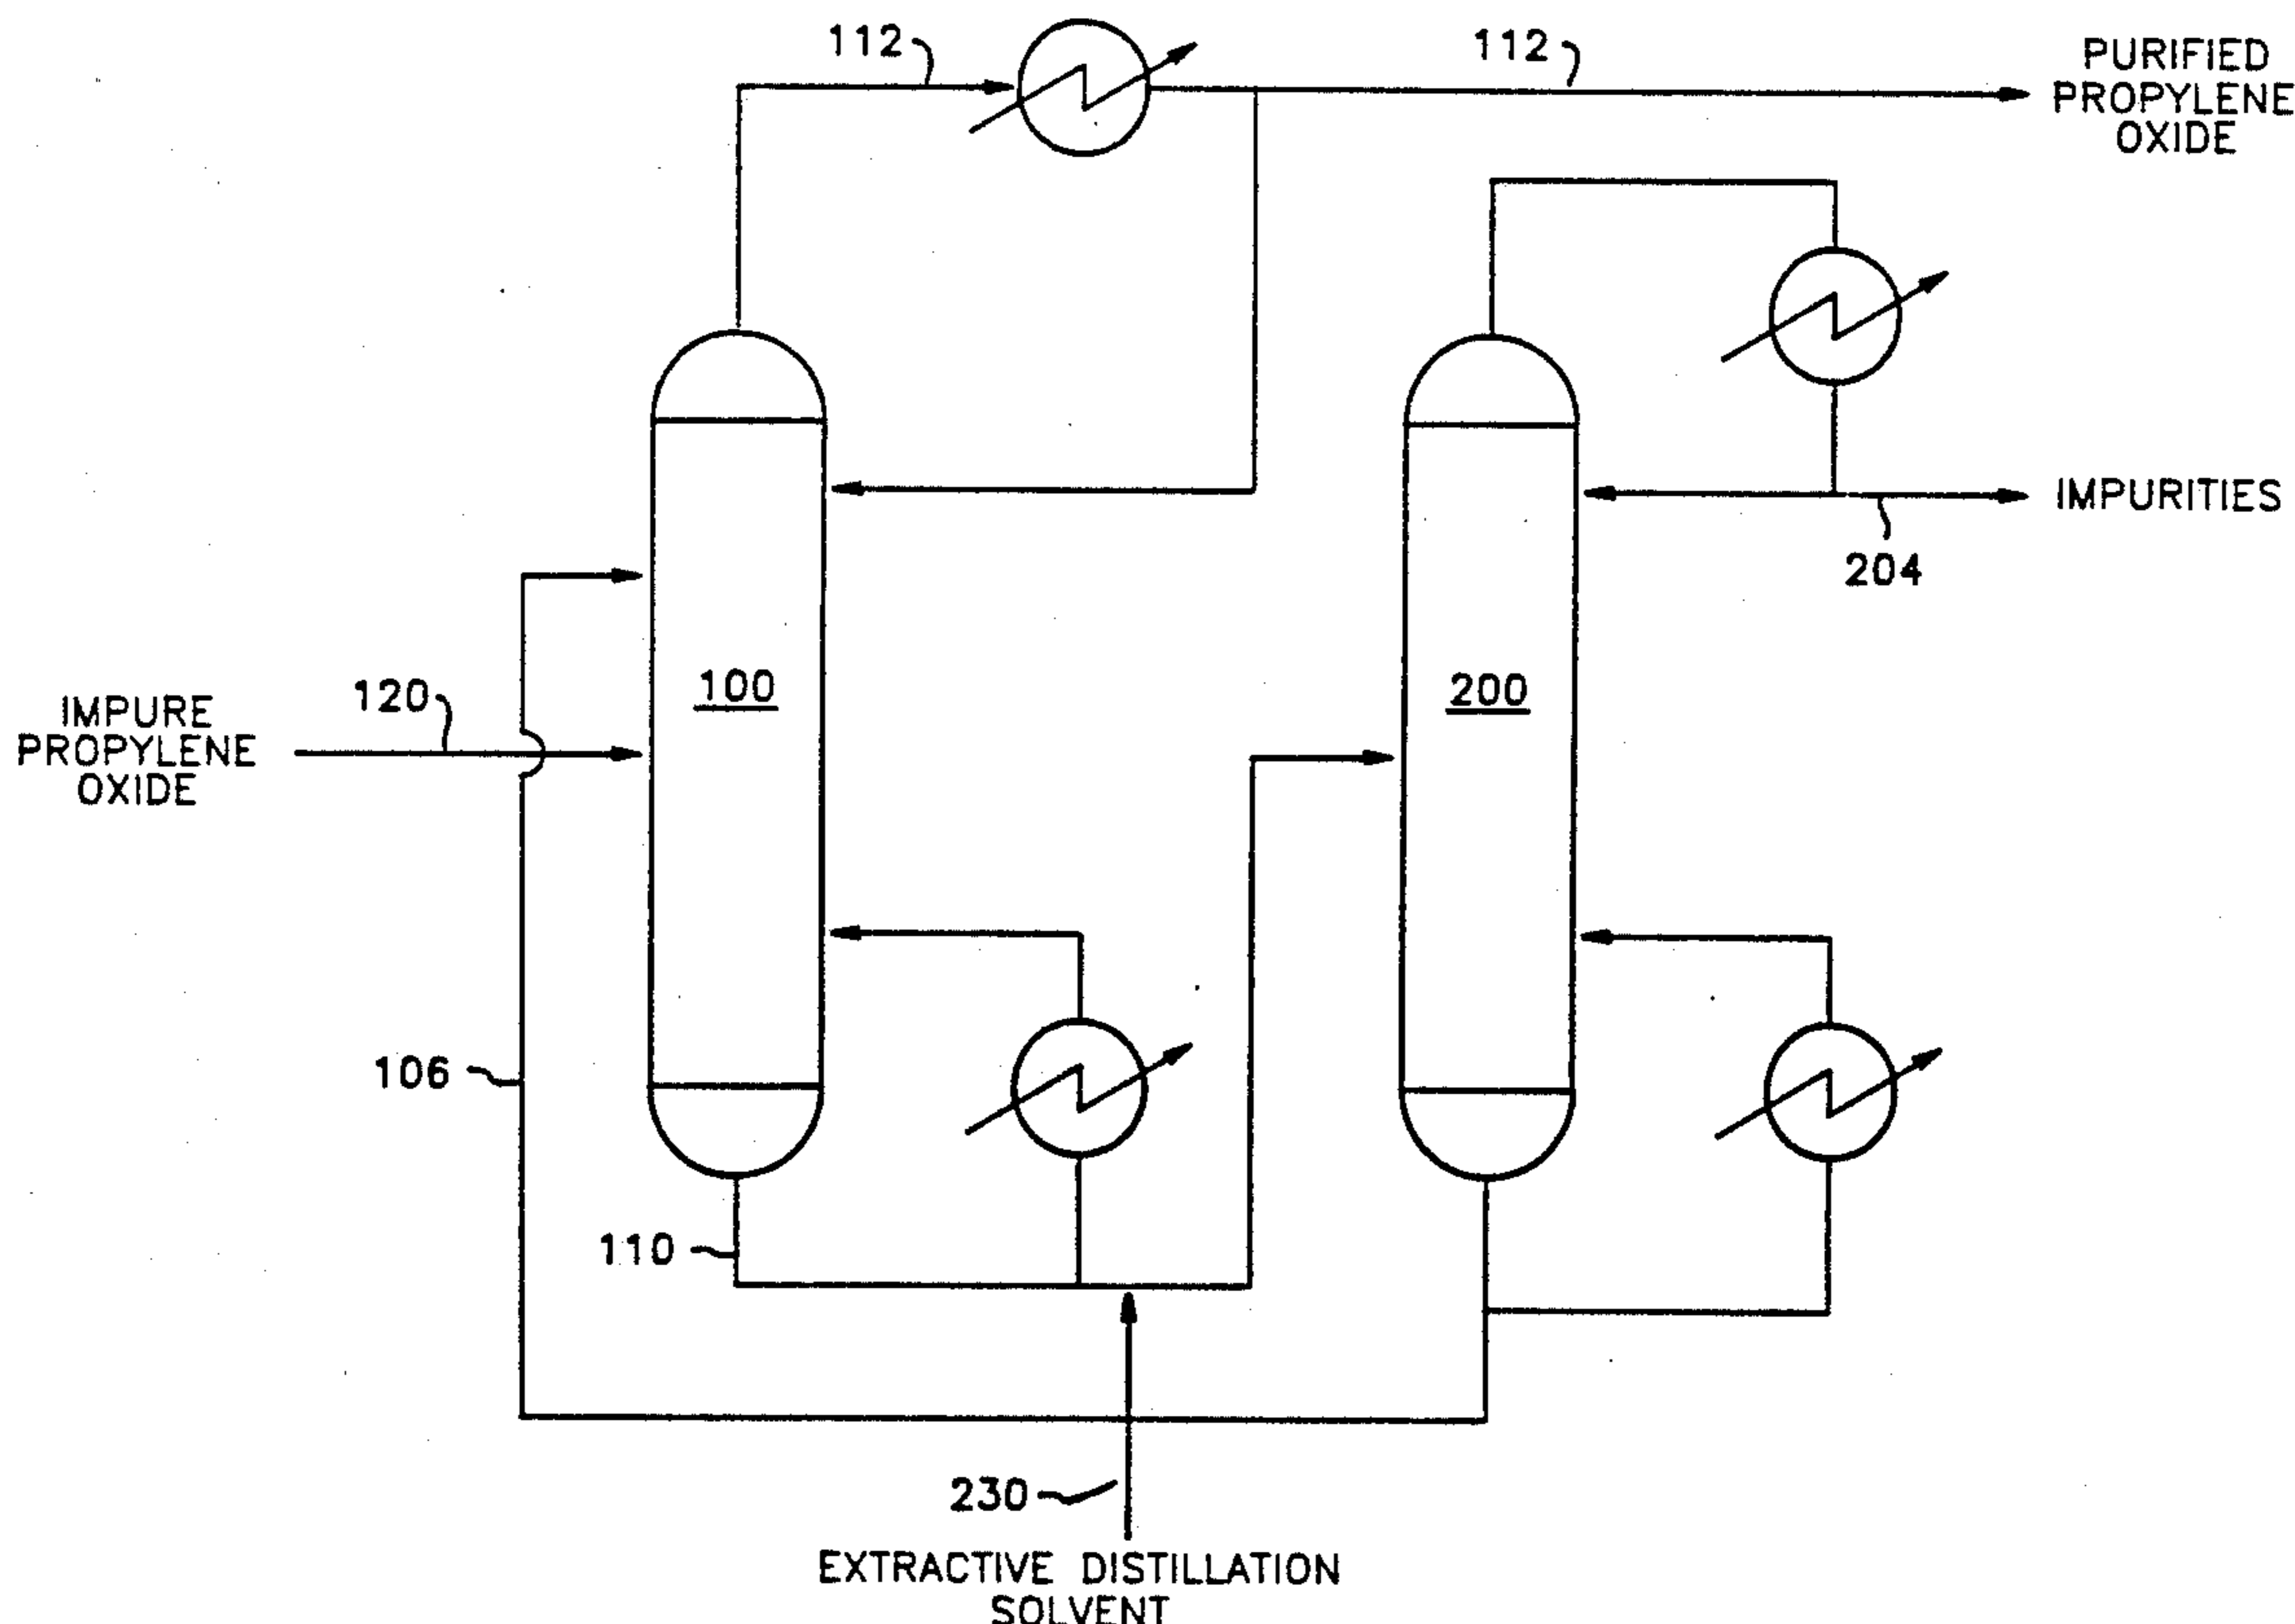 112
112
PURIFIED
PROPYLENE
OXIDE
IMPURITIES
204
100
200
120
IMPURE
PROPYLENE
OXIDE
106
110
230
EXTRACTIVE DISTILLATION
SOLVENT